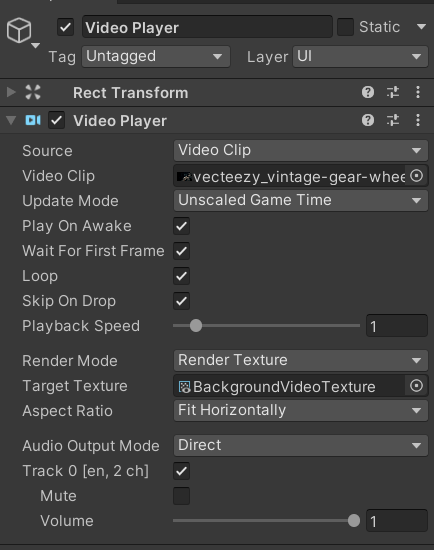 Video Player
Static
Tag Untagged Layer UI
Rect Transform
Video Player
Source Video Clip
Video Clip vecteezy_vintage-gear-whee
Update Mode Unscaled Game Time
Play On Awake
Wait For First Frame
Loop
Skip On Drop
Playback Speed 1
Render Mode Render Texture
Target Texture BackgroundVideoTexture
Aspect Ratio Fit Horizontally
Audio Output Mode Direct
Track 0 [en, 2 ch]
Mute
Volume 1